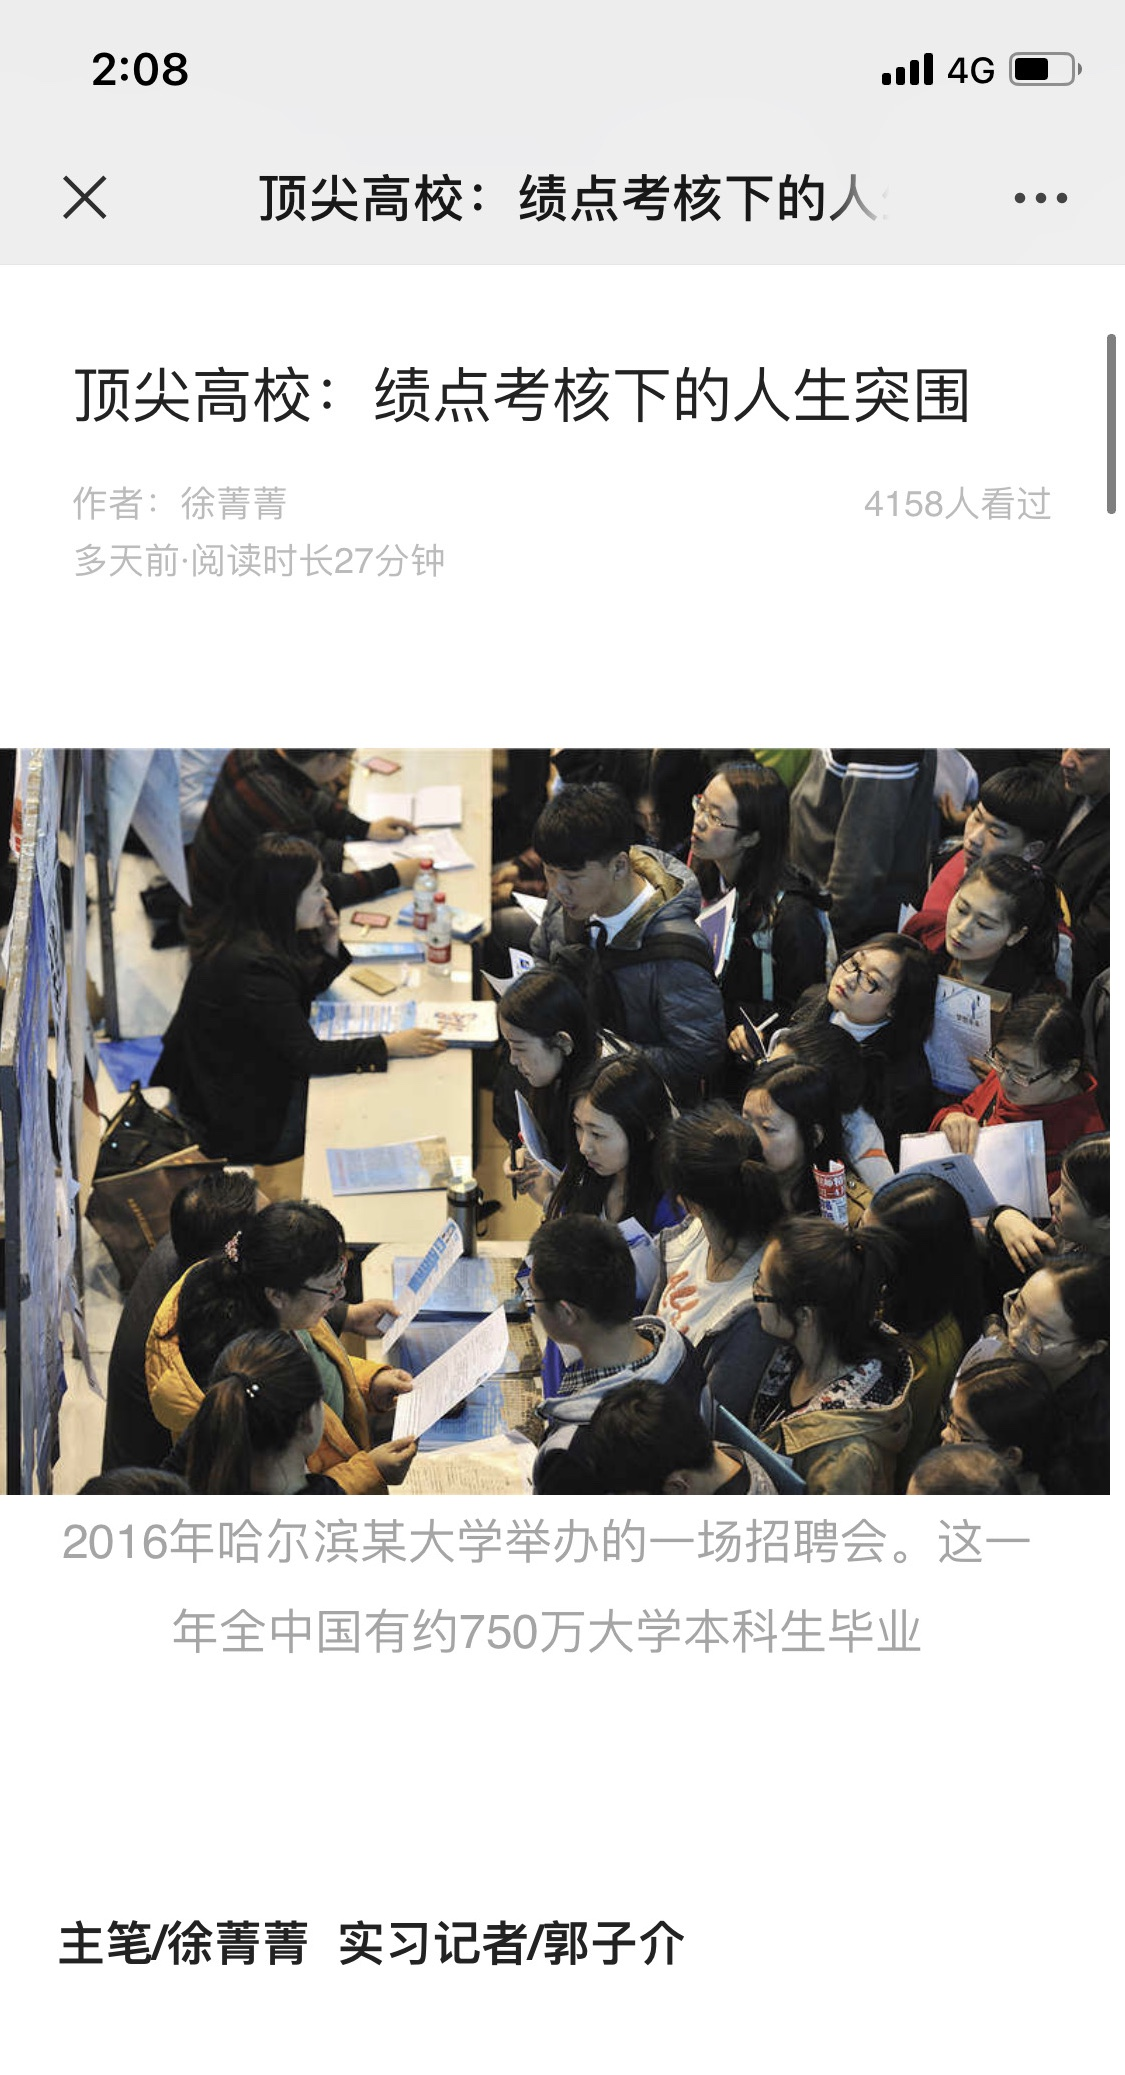 2:08
4G
顶尖高校：绩点考核下的人
顶尖高校：绩点考核下的人生突围
作者：徐菁菁
4158人看过
多天前·阅读时长27分钟
2016年哈尔滨某大学举办的一场招聘会。这一
年全中国有约750万大学本科生毕业
主笔/徐菁菁 实习记者/郭子介